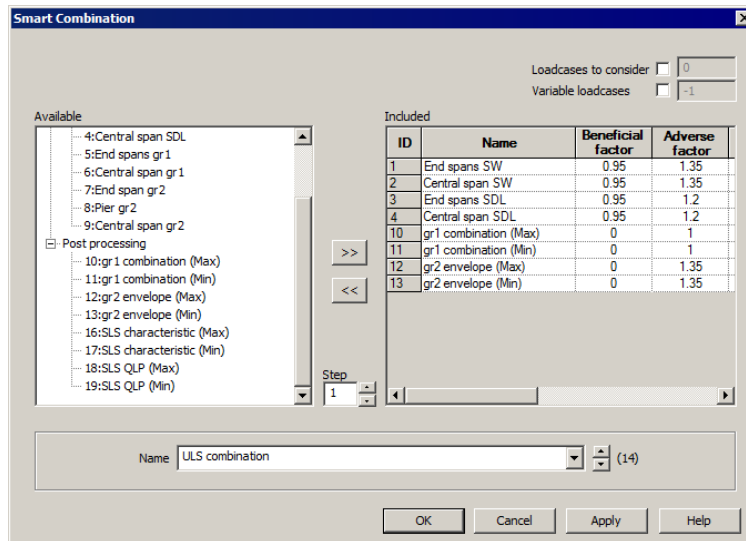 Smart Combination
Loadcases to consider 0
Variable loadcases -1
Available
4:Central span SDL
5:End spans gr1
6:Central span gr1
7:End span gr2
8:Pier gr2
9:Central span gr2
Post processing
10:gr1 combination (Max)
11:gr1 combination (Min)
12:gr2 envelope (Max)
13:gr2 envelope (Min)
16:SLS characteristic (Max)
17:SLS characteristic (Min)
18:SLS QLP (Max)
19:SLS QLP (Min)
>>
<<
Step
1
Included
ID Name Beneficial factor Adverse factor
1 End spans SW 0.95 1.35
2 Central span SW 0.95 1.35
3 End spans SDL 0.95 1.2
4 Central span SDL 0.95 1.2
10 gr1 combination (Max) 0 1
11 gr1 combination (Min) 0 1
12 gr2 envelope (Max) 0 1.35
13 gr2 envelope (Min) 0 1.35
Name ULS combination (14)
OK Cancel Apply Help